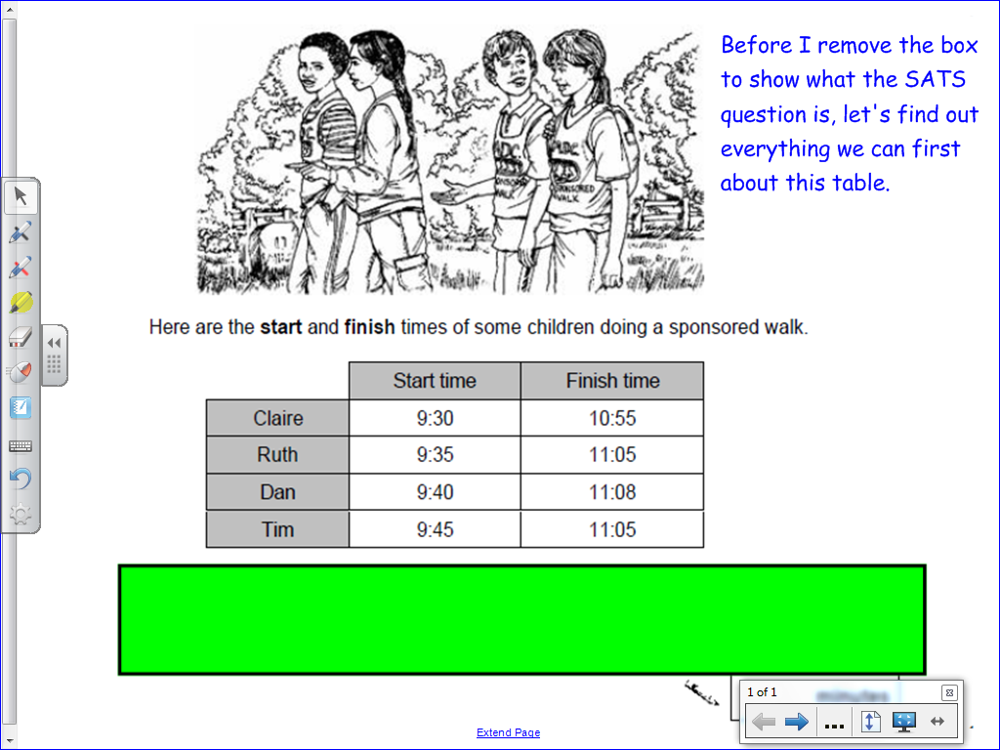 Before I remove the box
to show what the SATS
question is, let's find out
everything we can first
about this table.
SPONSORED
WALK
Here are the start and finish times of some children doing a sponsored walk.
Start time Finish time
Claire 9:30 10:55
Ruth 9:35 11:05
Dan 9:40 11:08
Tim 9:45 11:05
1 of 1
minutes
Extend Page